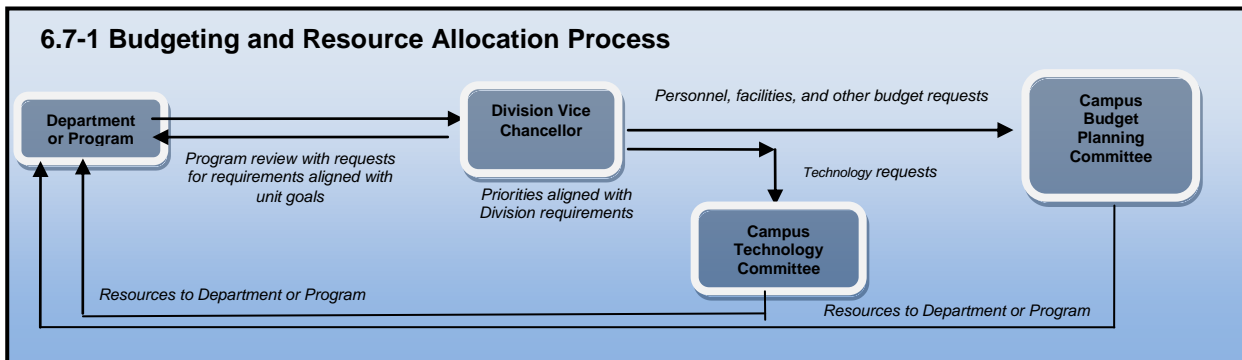 6.7-1 Budgeting and Resource Allocation Process
Department
or Program
Program review with requests
for requirements aligned with
unit goals
Division Vice
Chancellor
Priorities aligned with
Division requirements
Personnel, facilities, and other budget requests
Technology requests
Campus
Technology
Committee
Campus
Budget
Planning
Committee
Resources to Department or Program
Resources to Department or Program